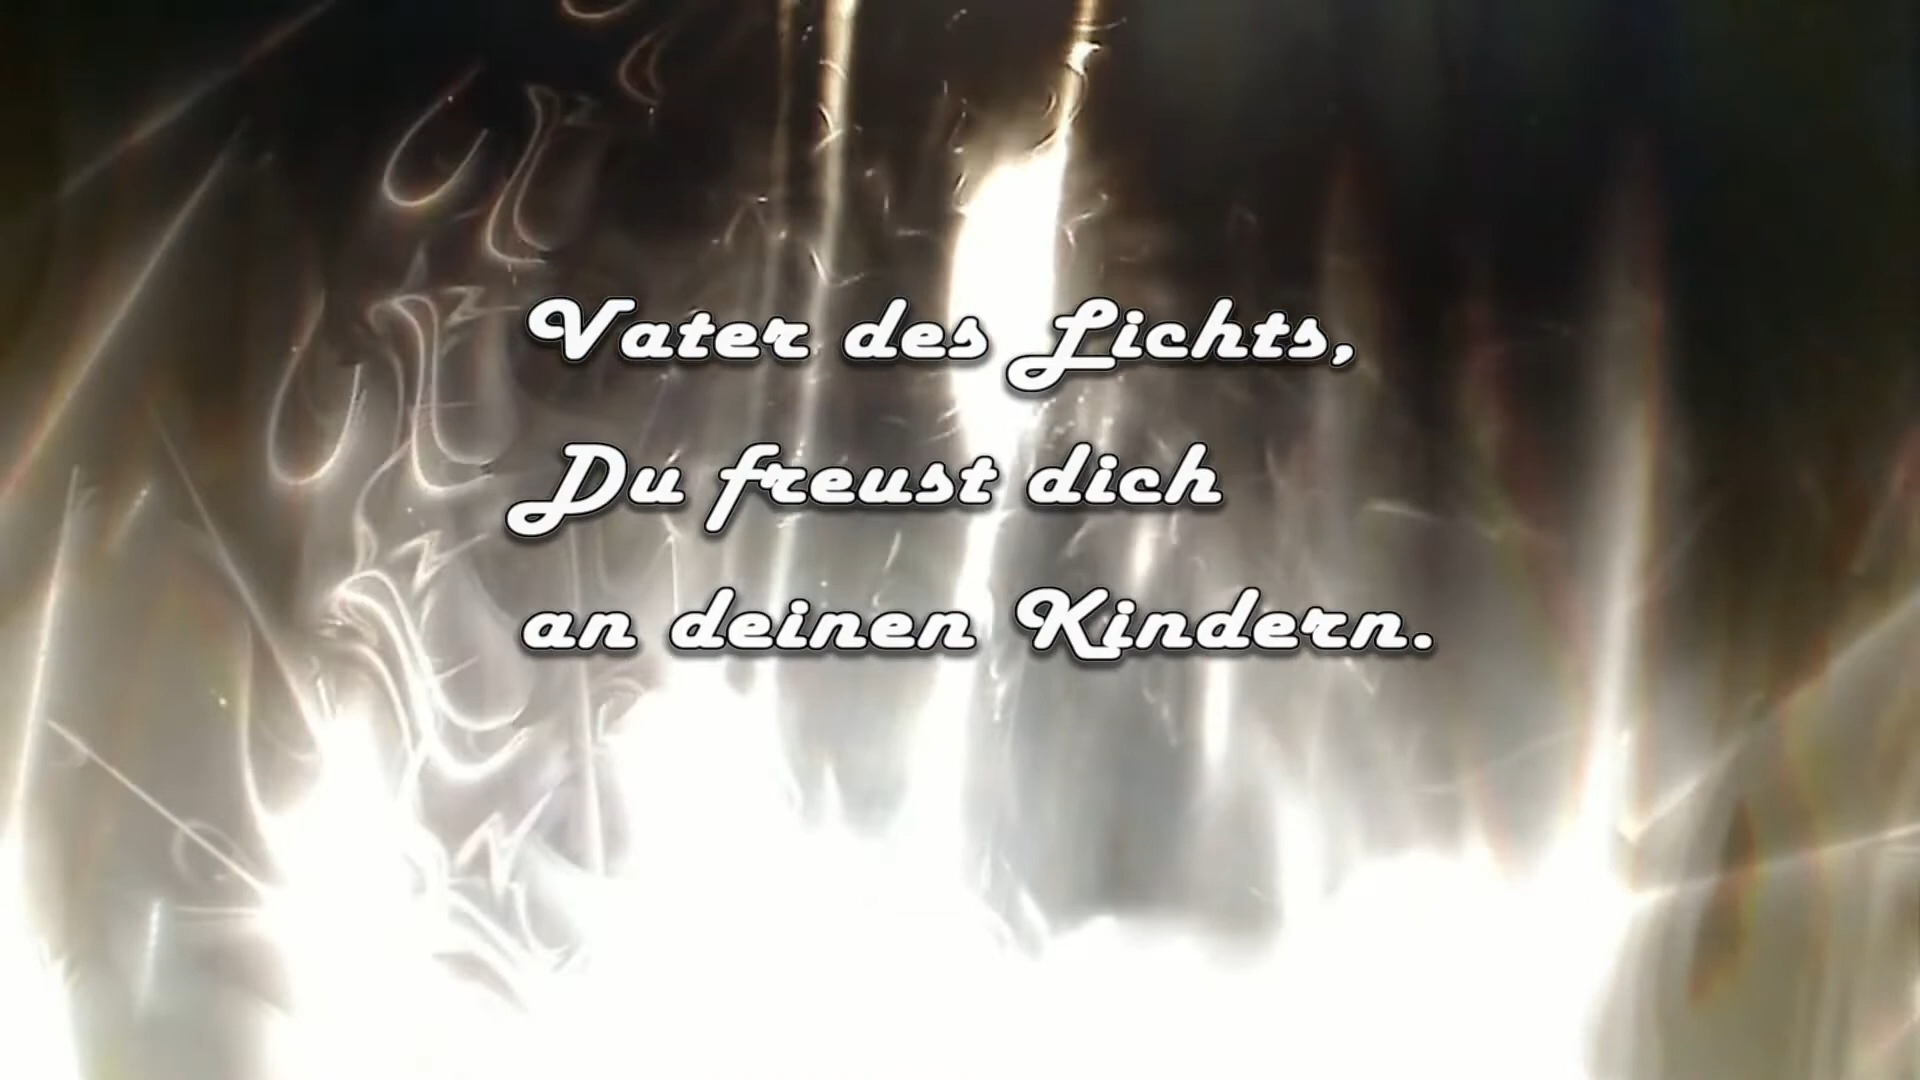 Vater des Lichts,
Du freust dich
an deinen Kindern.